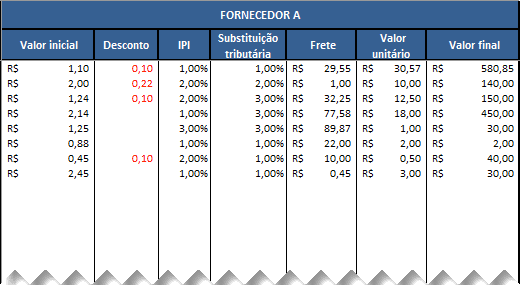 FORNECEDOR A
Valor inicial Desconto IPI Substituição tributária Frete Valor unitário Valor final
R$ 1,10 0,10 1,00% 1,00% R$ 29,55 R$ 30,57 R$ 580,85
R$ 2,00 0,22 2,00% 2,00% R$ 1,00 R$ 10,00 R$ 140,00
R$ 1,24 0,10 2,00% 3,00% R$ 32,25 R$ 12,50 R$ 150,00
R$ 2,14 1,00% 3,00% R$ 77,58 R$ 18,00 R$ 450,00
R$ 1,25 3,00% 3,00% R$ 89,87 R$ 1,00 R$ 30,00
R$ 0,88 1,00% 1,00% R$ 22,00 R$ 2,00 R$ 2,00
R$ 0,45 0,10 2,00% 1,00% R$ 10,00 R$ 0,50 R$ 40,00
R$ 2,45 1,00% 1,00% R$ 0,45 R$ 3,00 R$ 30,00